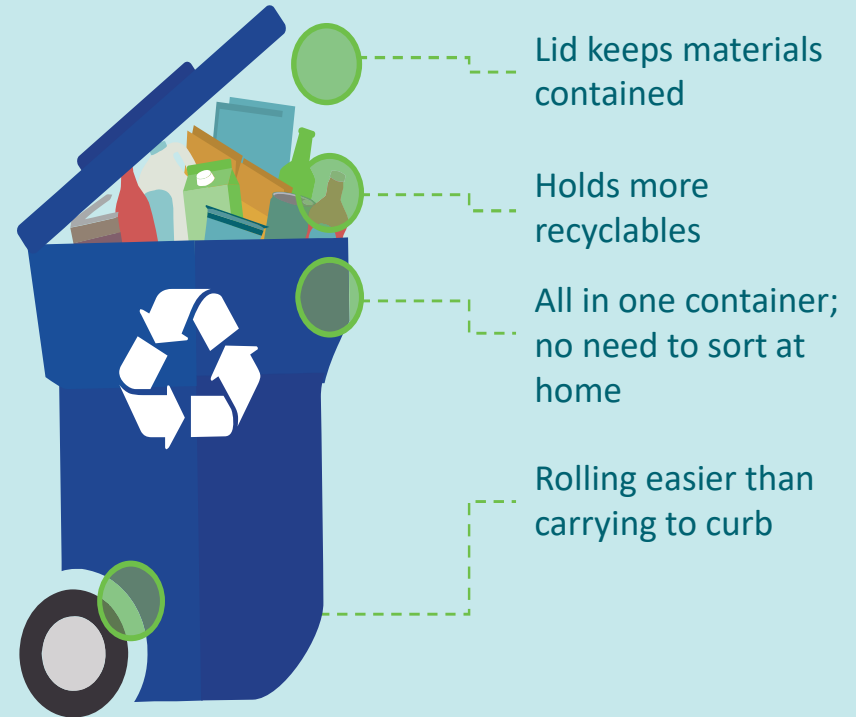 Lid keeps materials
contained
Holds more
recyclables
All in one container;
no need to sort at
home
Rolling easier than
carrying to curb